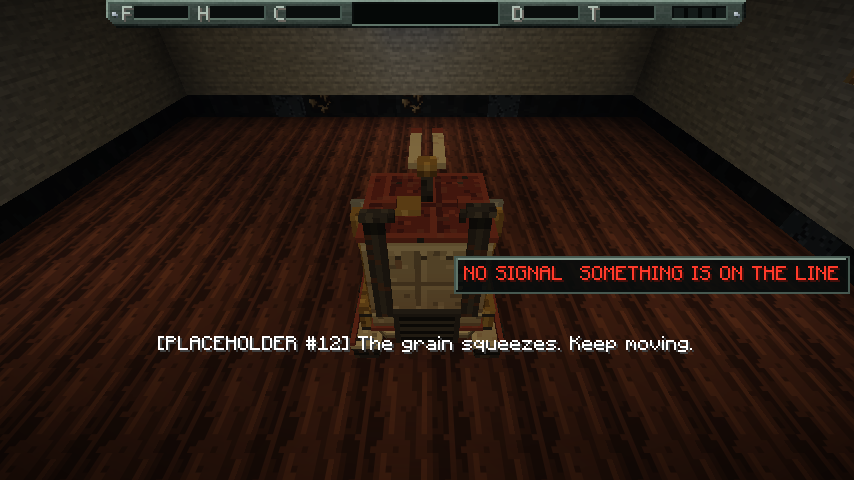 F H C D T
NO SIGNAL SOMETHING IS ON THE LINE
[PLACEHOLDER #12] The grain squeezes. Keep moving.